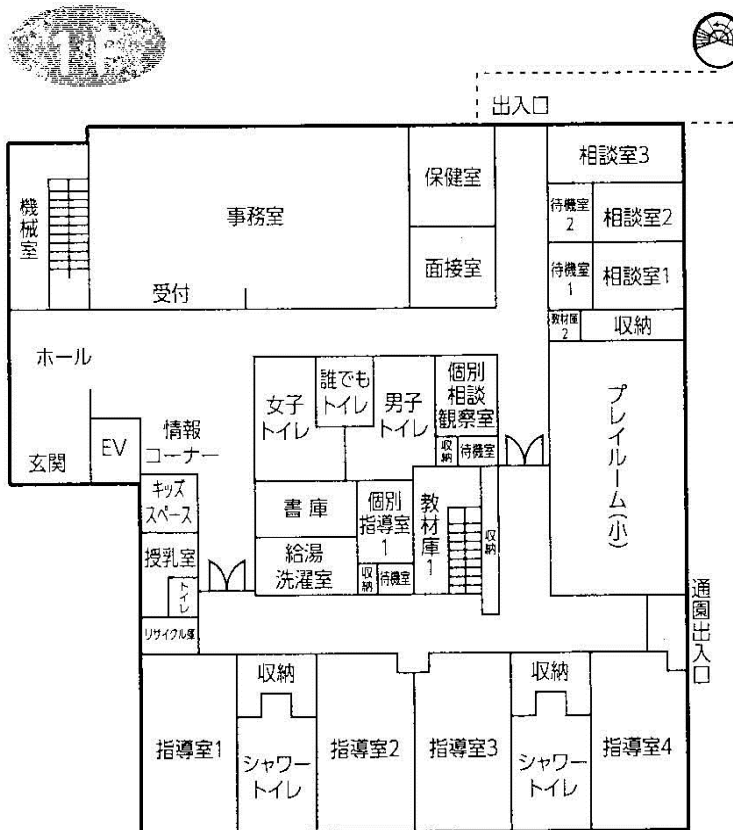 1F
出入口
相談室3
保健室
機械室
事務室
待機室
2
相談室2
面接室
待機室
1
相談室1
受付
教材庫
2
収納
ホール
誰でも
トイレ
個別
相談
観察室
女子
トイレ
男子
トイレ
プレイルーム(小)
情報
コーナー
EV
玄関
収納
待機室
キッズ
スペース
書庫
個別
指導室
1
教材庫1
収納
授乳室
給湯
洗濯室
収納
待機室
トイレ
通園出入口
リサイクル庫
収納
収納
指導室1
指導室2
指導室3
指導室4
シャワー
トイレ
シャワー
トイレ